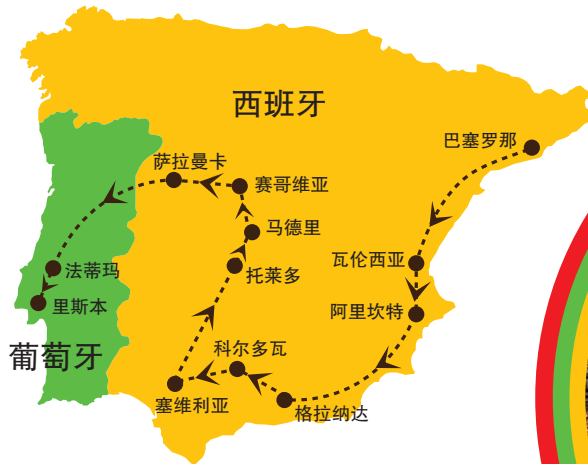 西班牙
巴塞罗那
萨拉曼卡
赛哥维亚
马德里
瓦伦西亚
法蒂玛
托莱多
里斯本
阿里坎特
葡萄牙
科尔多瓦
塞维利亚
格拉纳达